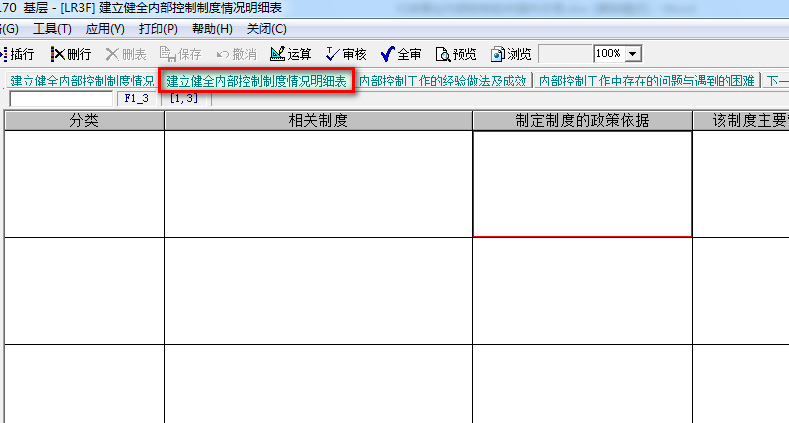 .70 基层 - [LR3F] 建立健全内部控制制度情况明细表
(G) 工具(T) 应用(Y) 打印(P) 帮助(H) 关闭(C)
插行 删行 删表 保存 撤消 运算 审核 全审 预览 浏览 100%
建立健全内部控制制度情况 建立健全内部控制制度情况明细表 内部控制工作的经验做法及成效 内部控制工作中存在的问题与遇到的困难 下一
F1_3 [1,3]
分类 相关制度 制定制度的政策依据 该制度主要